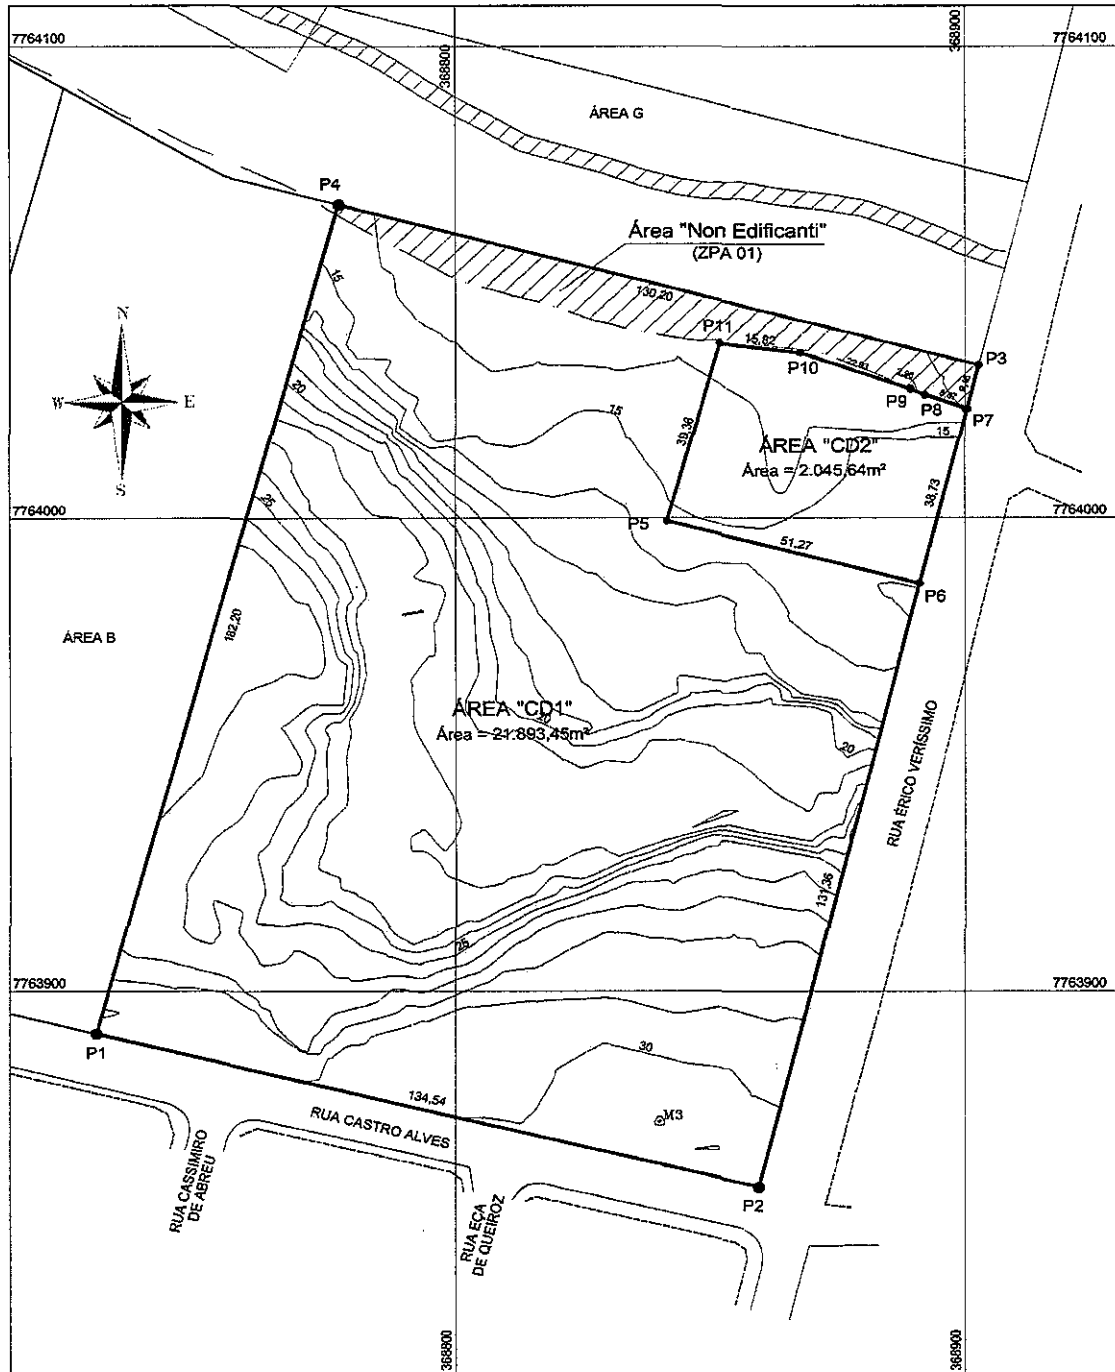 7764100
368800
368900
7764100
ÁREA G
P4
Área "Non Edificanti"
(ZPA 01)
130,20
15
P11
15,82
P10
22,93
P3
P9
P8
P7
N
W
E
S
20
15
39,38
15
ÁREA "CD2"
Área = 2.045,64m²
38,73
25
7764000
P5
51,27
7764000
P6
182,20
ÁREA B
ÁREA "CD1"
20
Área = 21.893,45m²
20
RUA ÉRICO VERÍSSIMO
131,36
25
7763900
7763900
P1
30
134,54
M3
RUA CASTRO ALVES
P2
RUA CASSIMIRO
DE ABREU
RUA EÇA
DE QUEIROZ
368800
368900